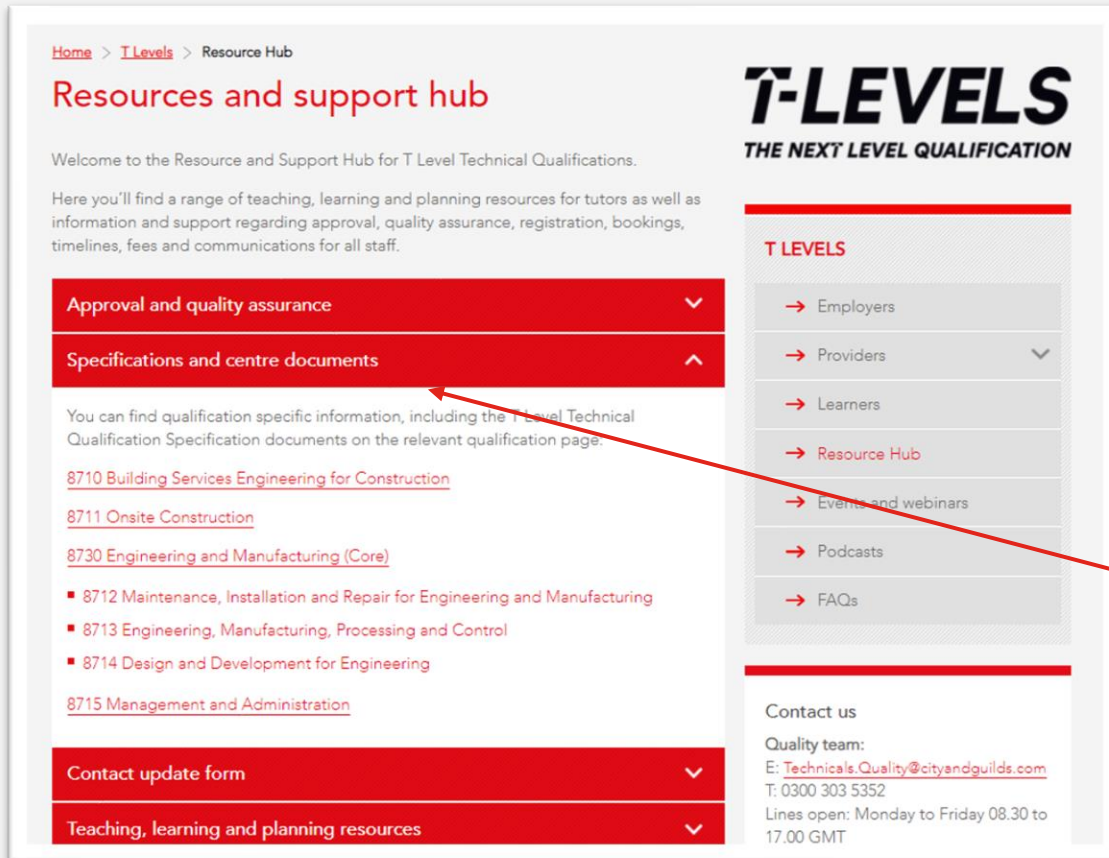 Home > T Levels > Resource Hub
Resources and support hub
Welcome to the Resource and Support Hub for T Level Technical Qualifications.
Here you'll find a range of teaching, learning and planning resources for tutors as well as
information and support regarding approval, quality assurance, registration, bookings,
timelines, fees and communications for all staff.
Approval and quality assurance
Specifications and centre documents
You can find qualification specific information, including the T Level Technical
Qualification Specification documents on the relevant qualification page.
8710 Building Services Engineering for Construction
8711 Onsite Construction
8730 Engineering and Manufacturing (Core)
8712 Maintenance, Installation and Repair for Engineering and Manufacturing
8713 Engineering, Manufacturing, Processing and Control
8714 Design and Development for Engineering
8715 Management and Administration
Contact update form
Teaching, learning and planning resources
T-LEVELS
THE NEXT LEVEL QUALIFICATION
T LEVELS
Employers
Providers
Learners
Resource Hub
Events and webinars
Podcasts
FAQs
Contact us
Quality team:
E: Technicals.Quality@cityandguilds.com
T: 0300 303 5352
Lines open: Monday to Friday 08.30 to
17.00 GMT